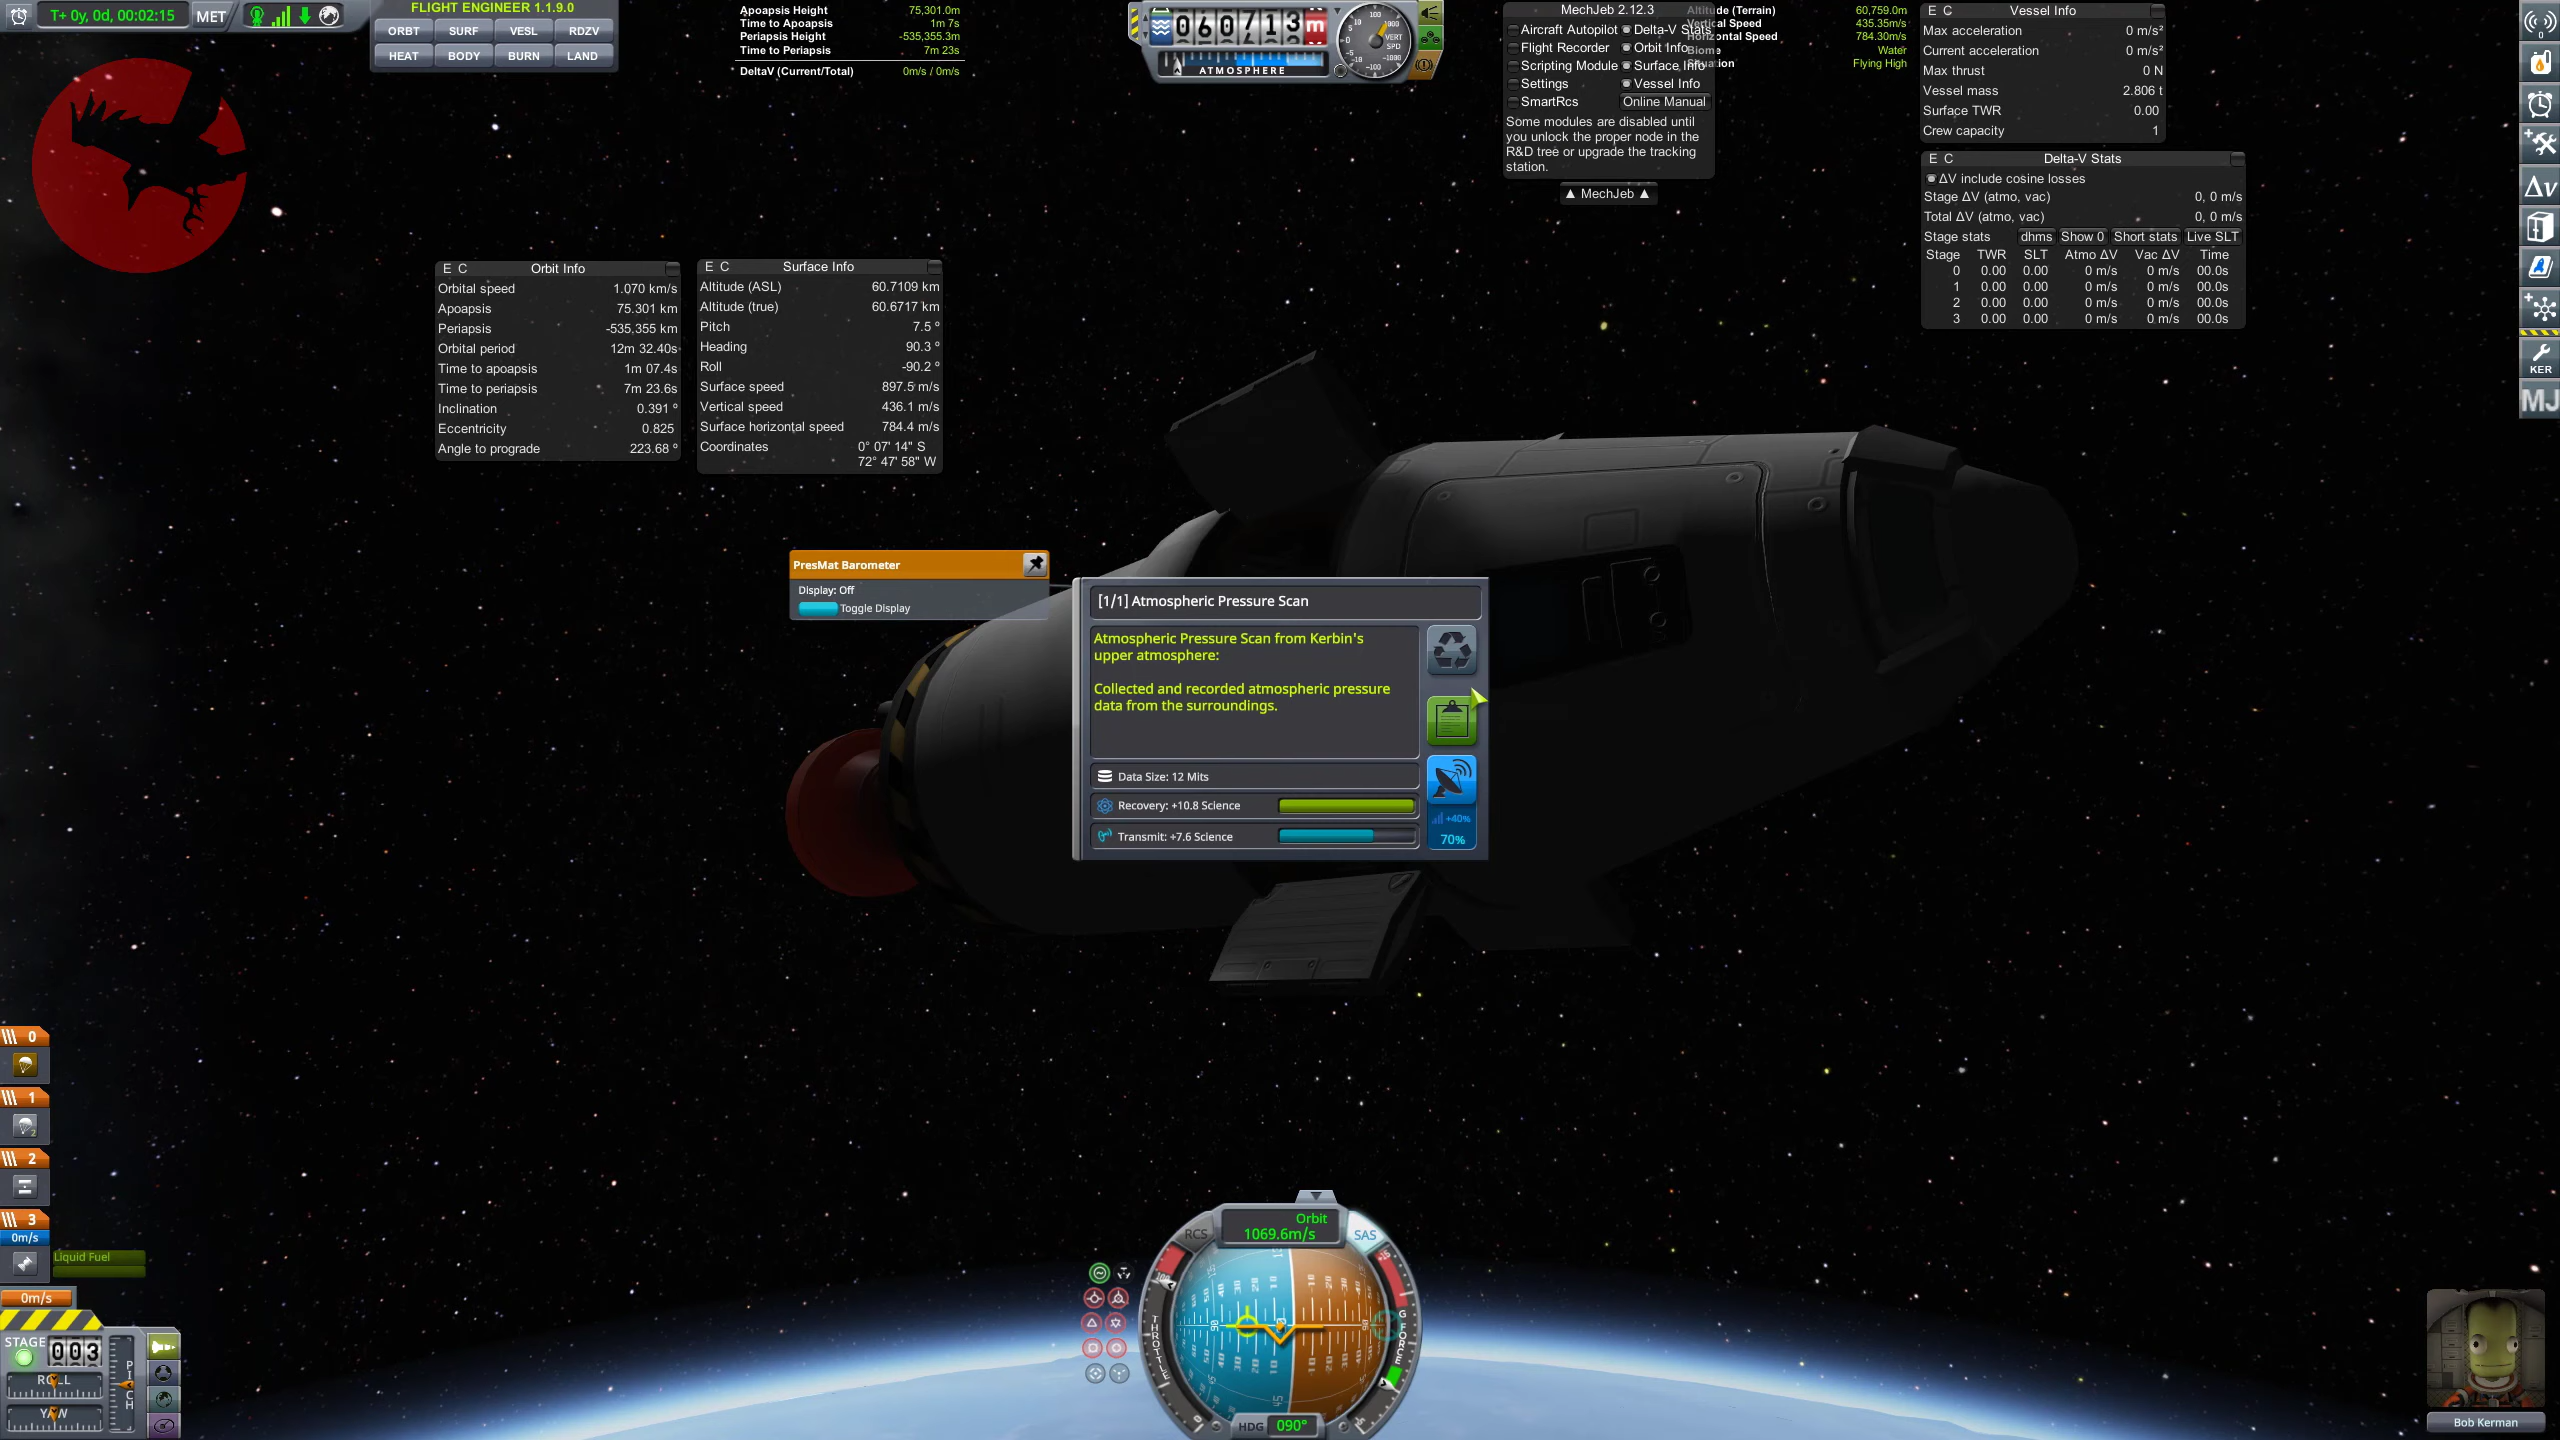 T+ 0y, 0d, 00:02:15
MET
FLIGHT ENGINEER 1.1.9.0
ORBT SURF VESL RDZV
HEAT BODY BURN LAND
Apoapsis Height 75,301.0m
Time to Apoapsis 1m 7s
Periapsis Height -535,355.3m
Time to Periapsis 7m 23s
DeltaV (Current/Total) 0m/s / 0m/s
ATMOSPHERE
VERT SPD
MechJeb 2.12.3
Aircraft Autopilot Delta-V Stats
Flight Recorder Orbit Info
Scripting Module Surface Info
Settings Vessel Info
SmartRcs Online Manual
Some modules are disabled until
you unlock the proper node in the
R&D tree or upgrade the tracking
station.
▲ MechJeb ▲
60,759.0m
435.35m/s
784.30m/s
Water
Flying High
E C Vessel Info
Max acceleration 0 m/s²
Current acceleration 0 m/s²
Max thrust 0 N
Vessel mass 2.806 t
Surface TWR 0.00
Crew capacity 1
E C Delta-V Stats
ΔV include cosine losses
Stage ΔV (atmo, vac) 0, 0 m/s
Total ΔV (atmo, vac) 0, 0 m/s
Stage stats dhms Show 0 Short stats Live SLT
Stage TWR SLT Atmo ΔV Vac ΔV Time
0 0.00 0.00 0 m/s 0 m/s 00.0s
1 0.00 0.00 0 m/s 0 m/s 00.0s
2 0.00 0.00 0 m/s 0 m/s 00.0s
3 0.00 0.00 0 m/s 0 m/s 00.0s
Δv
KER
MJ
E C Orbit Info
Orbital speed 1.070 km/s
Apoapsis 75.301 km
Periapsis -535.355 km
Orbital period 12m 32.40s
Time to apoapsis 1m 07.4s
Time to periapsis 7m 23.6s
Inclination 0.391 º
Eccentricity 0.825
Angle to prograde 223.68 º
E C Surface Info
Altitude (ASL) 60.7109 km
Altitude (true) 60.6717 km
Pitch 7.5 º
Heading 90.3 º
Roll -90.2 º
Surface speed 897.5 m/s
Vertical speed 436.1 m/s
Surface horizontal speed 784.4 m/s
Coordinates 0° 07' 14" S
72° 47' 58" W
PresMat Barometer
Display: Off
Toggle Display
[1/1] Atmospheric Pressure Scan
Atmospheric Pressure Scan from Kerbin's
upper atmosphere:
Collected and recorded atmospheric pressure
data from the surroundings.
Data Size: 12 Mits
Recovery: +10.8 Science
Transmit: +7.6 Science
+40%
70%
0
1
2
3
0m/s
Liquid Fuel
0m/s
STAGE
003
ROLL
YAW
PITCH
Orbit
1069.6m/s
RCS
SAS
THROTTLE
G FORCE
HDG 090°
Bob Kerman